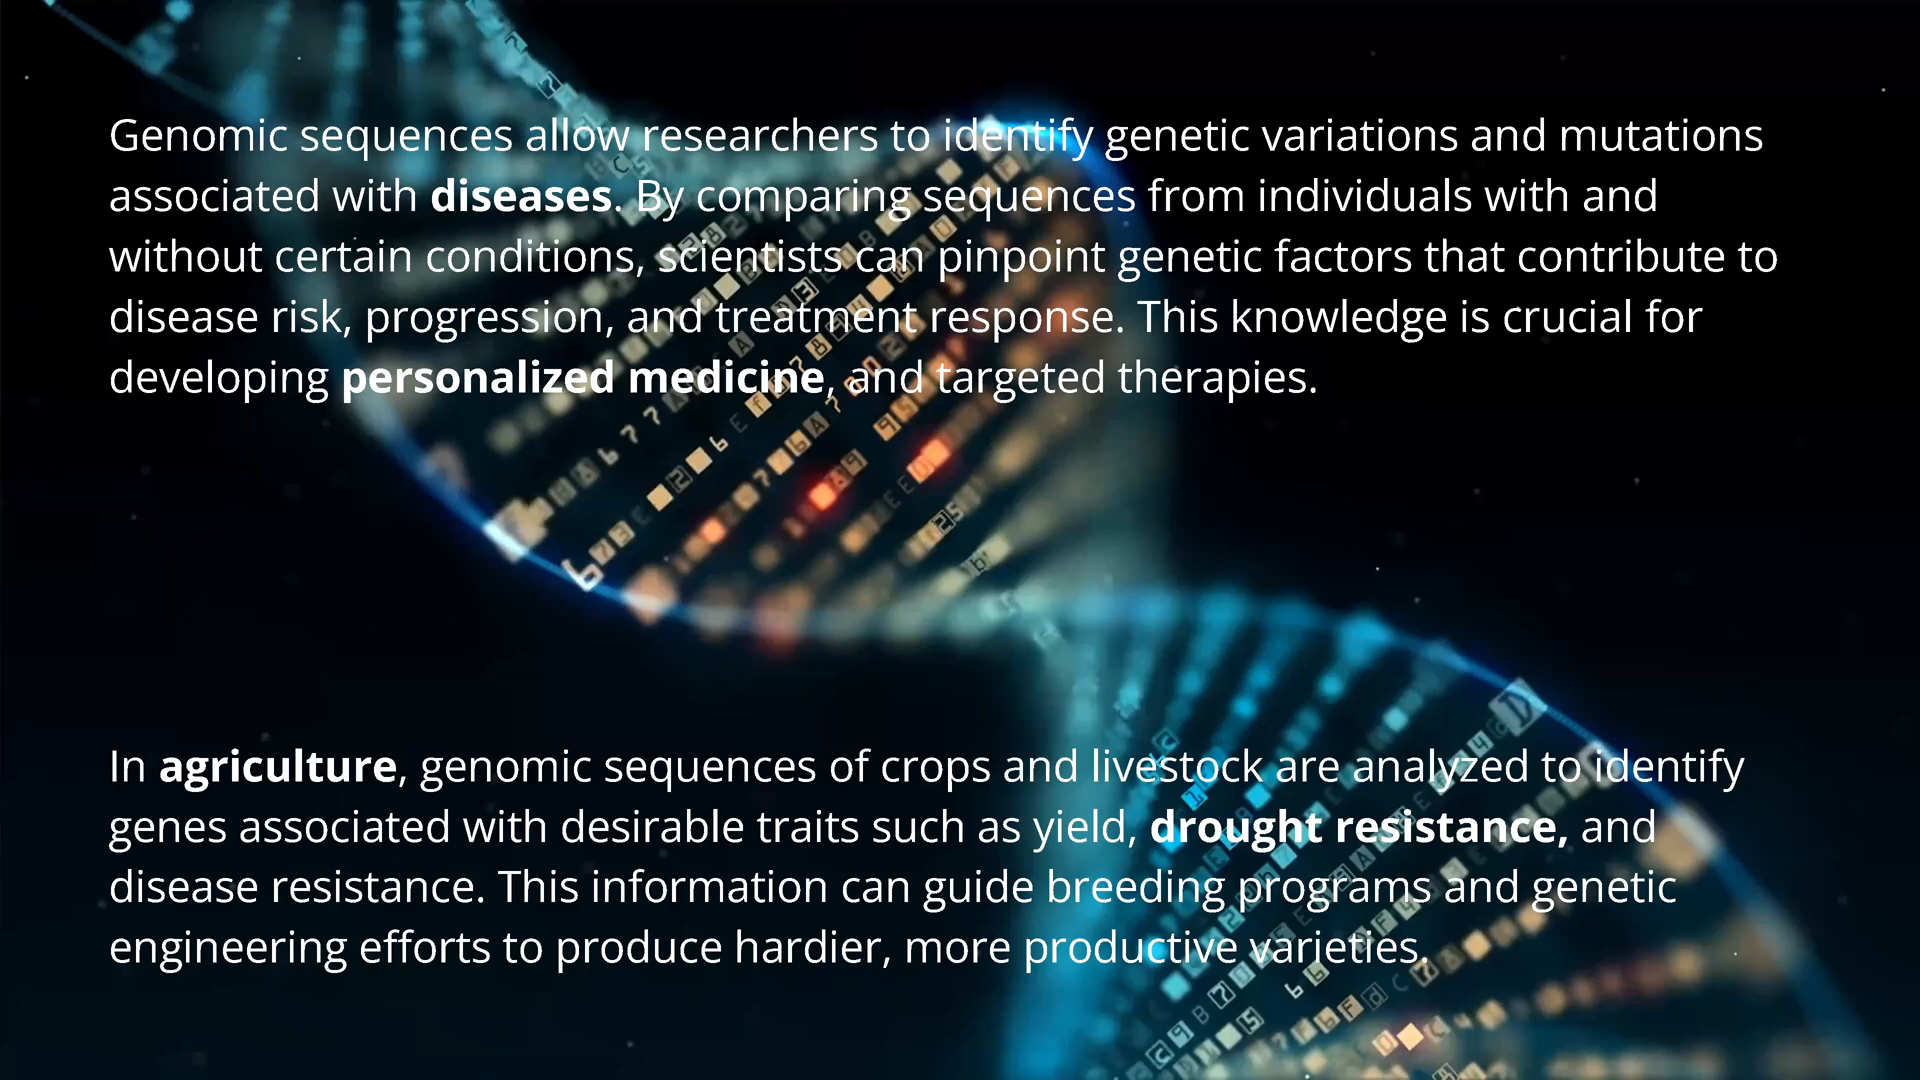 Genomic sequences allow researchers to identify genetic variations and mutations
associated with diseases. By comparing sequences from individuals with and
without certain conditions, scientists can pinpoint genetic factors that contribute to
disease risk, progression, and treatment response. This knowledge is crucial for
developing personalized medicine, and targeted therapies.
In agriculture, genomic sequences of crops and livestock are analyzed to identify
genes associated with desirable traits such as yield, drought resistance, and
disease resistance. This information can guide breeding programs and genetic
engineering efforts to produce hardier, more productive varieties.